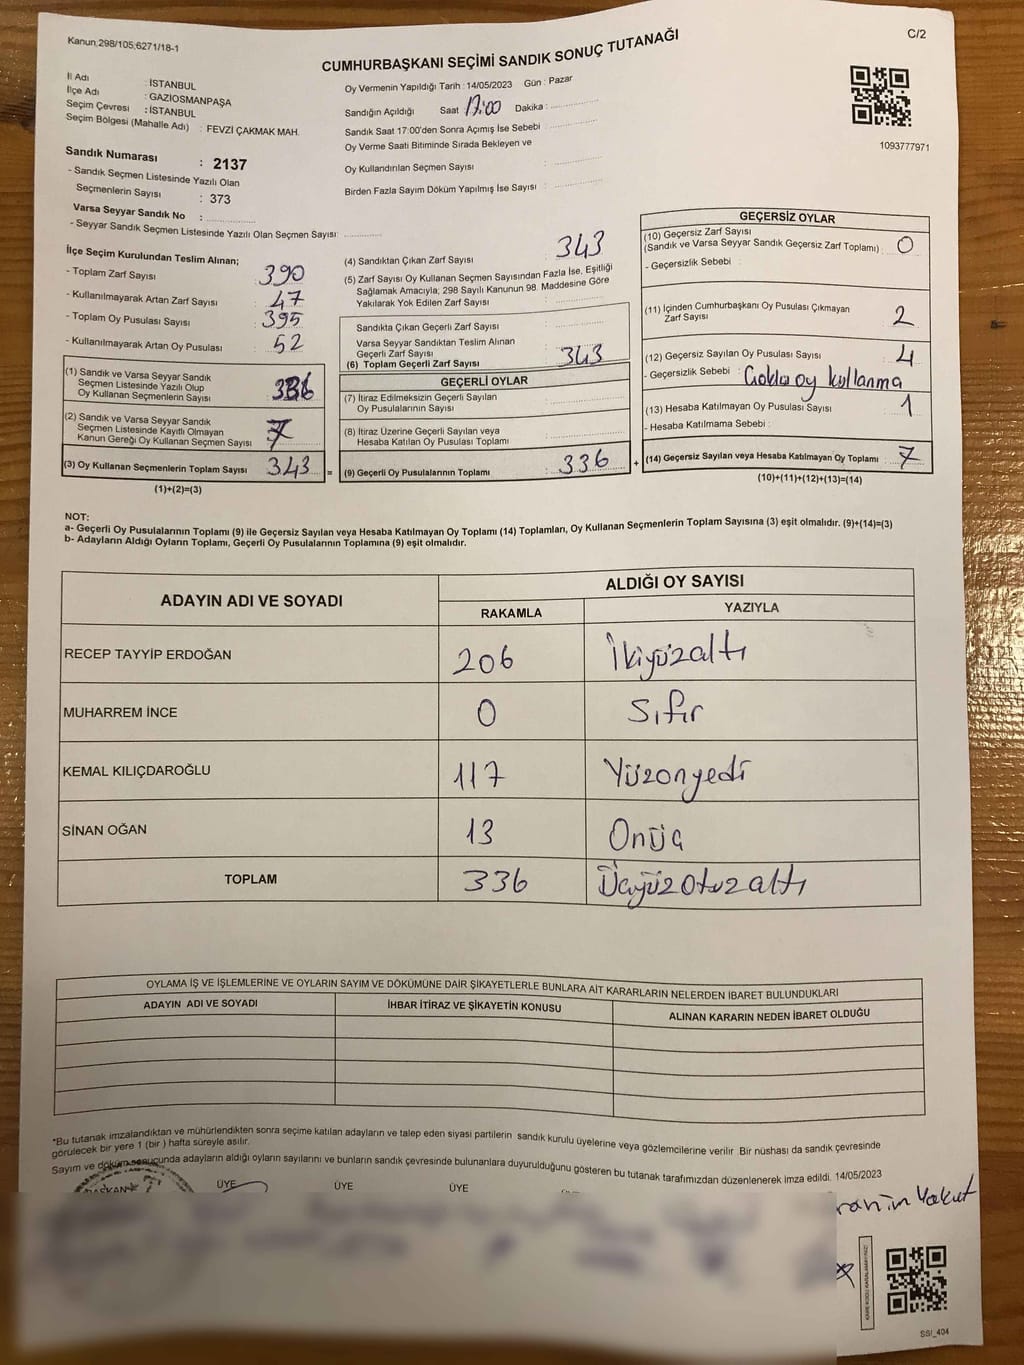 Kanun;298/105;6271/18-1
C/2
CUMHURBAŞKANI SEÇİMİ SANDIK SONUÇ TUTANAĞI
İl Adı : İSTANBUL
İlçe Adı : GAZİOSMANPAŞA
Seçim Çevresi : İSTANBUL
Seçim Bölgesi (Mahalle Adı) : FEVZİ ÇAKMAK MAH.
Sandık Numarası : 2137
- Sandık Seçmen Listesinde Yazılı Olan
Seçmenlerin Sayısı : 373
Varsa Seyyar Sandık No :
- Seyyar Sandık Seçmen Listesinde Yazılı Olan Seçmen Sayısı:
Oy Vermenin Yapıldığı Tarih : 14/05/2023 Gün : Pazar
Sandığın Açıldığı Saat 17:00 Dakika :
Sandık Saat 17:00'den Sonra Açımış İse Sebebi :
Oy Verme Saati Bitiminde Sırada Bekleyen ve
Oy Kullandırılan Seçmen Sayısı :
Birden Fazla Sayım Döküm Yapılmış İse Sayısı :
1093777971
İlçe Seçim Kurulundan Teslim Alınan;
- Toplam Zarf Sayısı : 390
- Kullanılmayarak Artan Zarf Sayısı : 47
- Toplam Oy Pusulası Sayısı : 395
- Kullanılmayarak Artan Oy Pusulası : 52
(1) Sandık ve Varsa Seyyar Sandık
Seçmen Listesinde Yazılı Olup
Oy Kullanan Seçmenlerin Sayısı : 336
(2) Sandık ve Varsa Seyyar Sandık
Seçmen Listesinde Kayıtlı Olmayan
Kanun Gereği Oy Kullanan Seçmen Sayısı : 7
(3) Oy Kullanan Seçmenlerin Toplam Sayısı : 343 =
(1)+(2)=(3)
(4) Sandıktan Çıkan Zarf Sayısı : 343
(5) Zarf Sayısı Oy Kullanan Seçmen Sayısından Fazla İse, Eşitliği
Sağlamak Amacıyla; 298 Sayılı Kanunun 98. Maddesine Göre
Yakılarak Yok Edilen Zarf Sayısı :
Sandıkta Çıkan Geçerli Zarf Sayısı :
Varsa Seyyar Sandıktan Teslim Alınan
Geçerli Zarf Sayısı :
(6) Toplam Geçerli Zarf Sayısı : 343
GEÇERLİ OYLAR
(7) İtiraz Edilmeksizin Geçerli Sayılan
Oy Pusulalarının Sayısı :
(8) İtiraz Üzerine Geçerli Sayılan veya
Hesaba Katılan Oy Pusulası Toplamı :
(9) Geçerli Oy Pusulalarının Toplamı : 336 +
GEÇERSİZ OYLAR
(10) Geçersiz Zarf Sayısı
(Sandık ve Varsa Seyyar Sandık Geçersiz Zarf Toplamı) : 0
- Geçersizlik Sebebi :
(11) İçinden Cumhurbaşkanı Oy Pusulası Çıkmayan
Zarf Sayısı : 2
(12) Geçersiz Sayılan Oy Pusulası Sayısı : 4
- Geçersizlik Sebebi : Çoklu oy kullanma
(13) Hesaba Katılmayan Oy Pusulası Sayısı : 1
- Hesaba Katılmama Sebebi :
(14) Geçersiz Sayılan veya Hesaba Katılmayan Oy Toplamı : 7
(10)+(11)+(12)+(13)=(14)
NOT:
a- Geçerli Oy Pusulalarının Toplamı (9) ile Geçersiz Sayılan veya Hesaba Katılmayan Oy Toplamı (14) Toplamları, Oy Kullanan Seçmenlerin Toplam Sayısına (3) eşit olmalıdır. (9)+(14)=(3)
b- Adayların Aldığı Oyların Toplamı, Geçerli Oy Pusulalarının Toplamına (9) eşit olmalıdır.
ADAYIN ADI VE SOYADI ALDIĞI OY SAYISI
RAKAMLA YAZIYLA
RECEP TAYYİP ERDOĞAN 206 İkiyüzaltı
MUHARREM İNCE 0 Sıfır
KEMAL KILIÇDAROĞLU 117 Yüzonyedi
SİNAN OĞAN 13 Onüç
TOPLAM 336 Üçyüzotuzaltı
OYLAMA İŞ VE İŞLEMLERİNE VE OYLARIN SAYIM VE DÖKÜMÜNE DAİR ŞİKAYETLERLE BUNLARA AİT KARARLARIN NELERDEN İBARET BULUNDUKLARI
ADAYIN ADI VE SOYADI İHBAR İTİRAZ VE ŞİKAYETİN KONUSU ALINAN KARARIN NEDEN İBARET OLDUĞU
*Bu tutanak imzalandıktan ve mühürlendikten sonra seçime katılan adayların ve talep eden siyasi partilerin sandık kurulu üyelerine veya gözlemcilerine verilir. Bir nüshası da sandık çevresinde
görülecek bir yere 1 (bir) hafta süreyle asılır.
Sayım ve döküm sonucunda adayların aldığı oyların sayılarını ve bunların sandık çevresinde bulunanlara duyurulduğunu gösteren bu tutanak tarafımızdan düzenlenerek imza edildi. 14/05/2023
BAŞKAN ÜYE ÜYE ÜYE
Yakut
SSİ_404